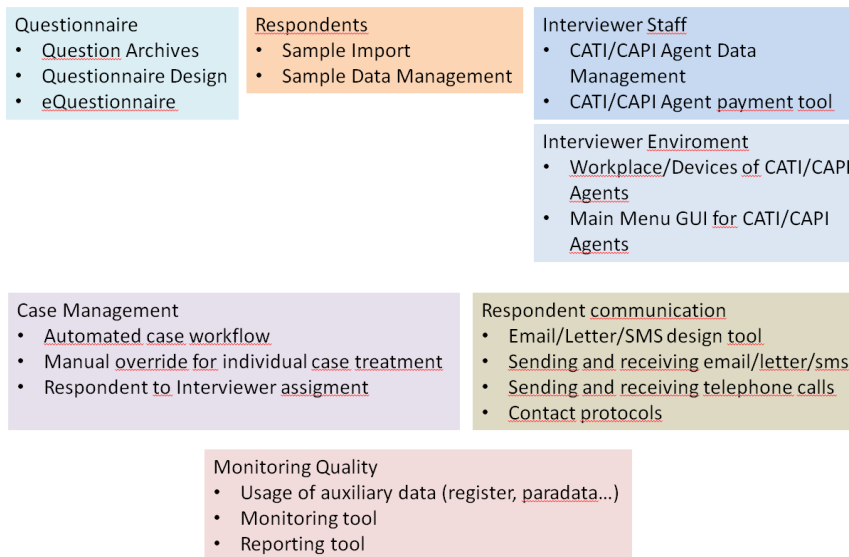 Questionnaire
• Question Archives
• Questionnaire Design
• eQuestionnaire
Respondents
• Sample Import
• Sample Data Management
Interviewer Staff
• CATI/CAPI Agent Data
Management
• CATI/CAPI Agent payment tool
Interviewer Enviroment
• Workplace/Devices of CATI/CAPI
Agents
• Main Menu GUI for CATI/CAPI
Agents
Case Management
• Automated case workflow
• Manual override for individual case treatment
• Respondent to Interviewer assigment
Respondent communication
• Email/Letter/SMS design tool
• Sending and receiving email/letter/sms
• Sending and receiving telephone calls
• Contact protocols
Monitoring Quality
• Usage of auxiliary data (register, paradata…)
• Monitoring tool
• Reporting tool